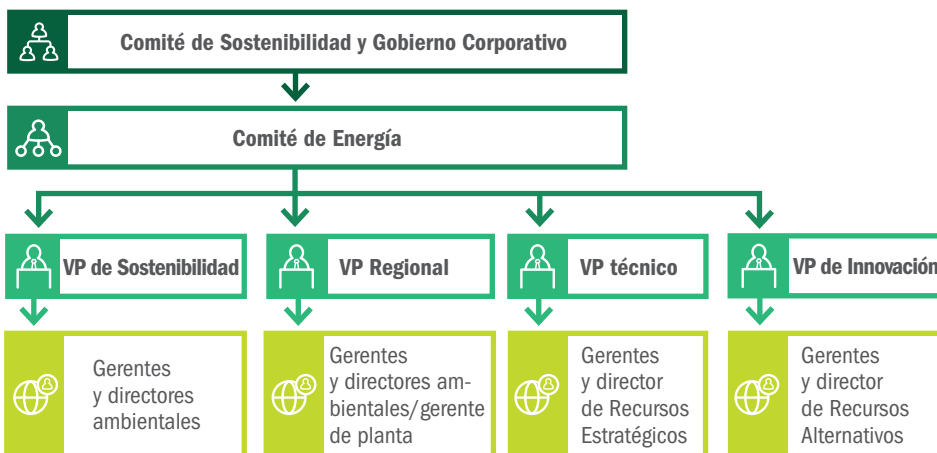 Comité de Sostenibilidad y Gobierno Corporativo
Comité de Energía
VP de Sostenibilidad
VP Regional
VP técnico
VP de Innovación
Gerentes
y directores
ambientales
Gerentes
y directores am-
bientales/gerente
de planta
Gerentes
y director
de Recursos
Estratégicos
Gerentes
y director
de Recursos
Alternativos